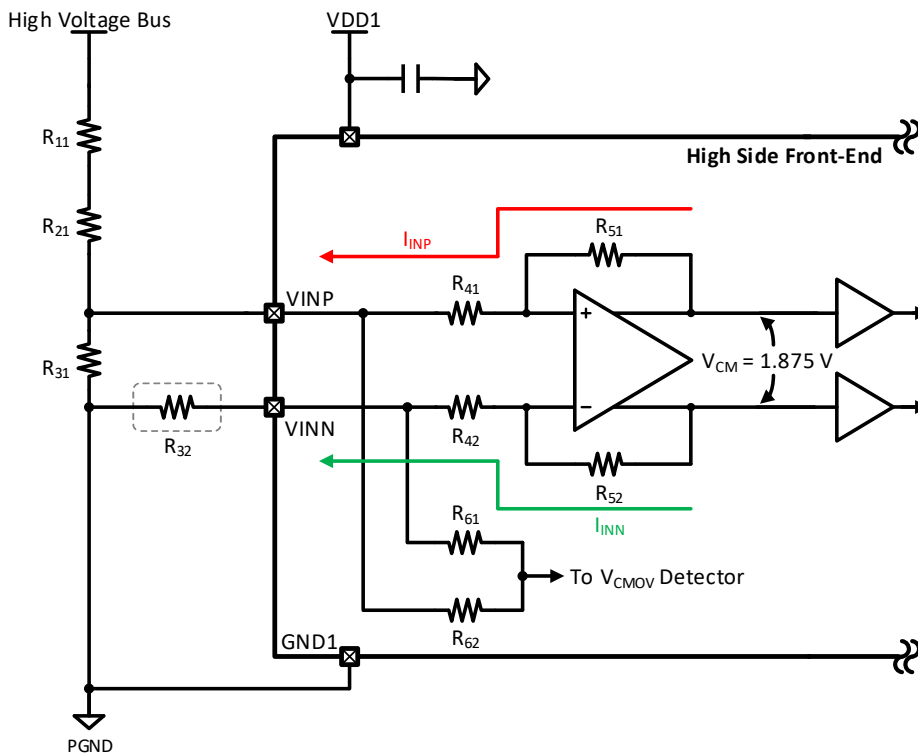 High Voltage Bus
VDD1
R11
High Side Front-End
R21
IINP
R51
VINP
R41
+
R31
VCM = 1.875 V
R32
VINN
−
R42
R52
IINN
R61
To VCMOV Detector
R62
GND1
PGND